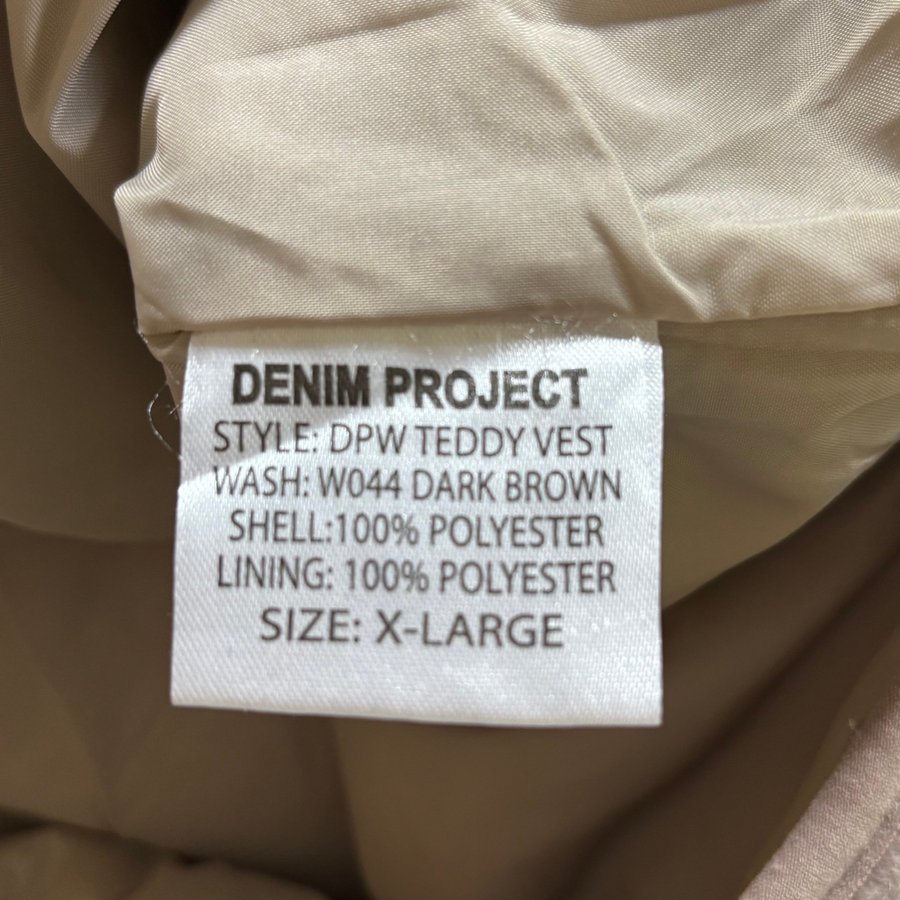 DENIM PROJECT
STYLE: DPW TEDDY VEST
WASH: W044 DARK BROWN
SHELL:100% POLYESTER
LINING: 100% POLYESTER
SIZE: X-LARGE